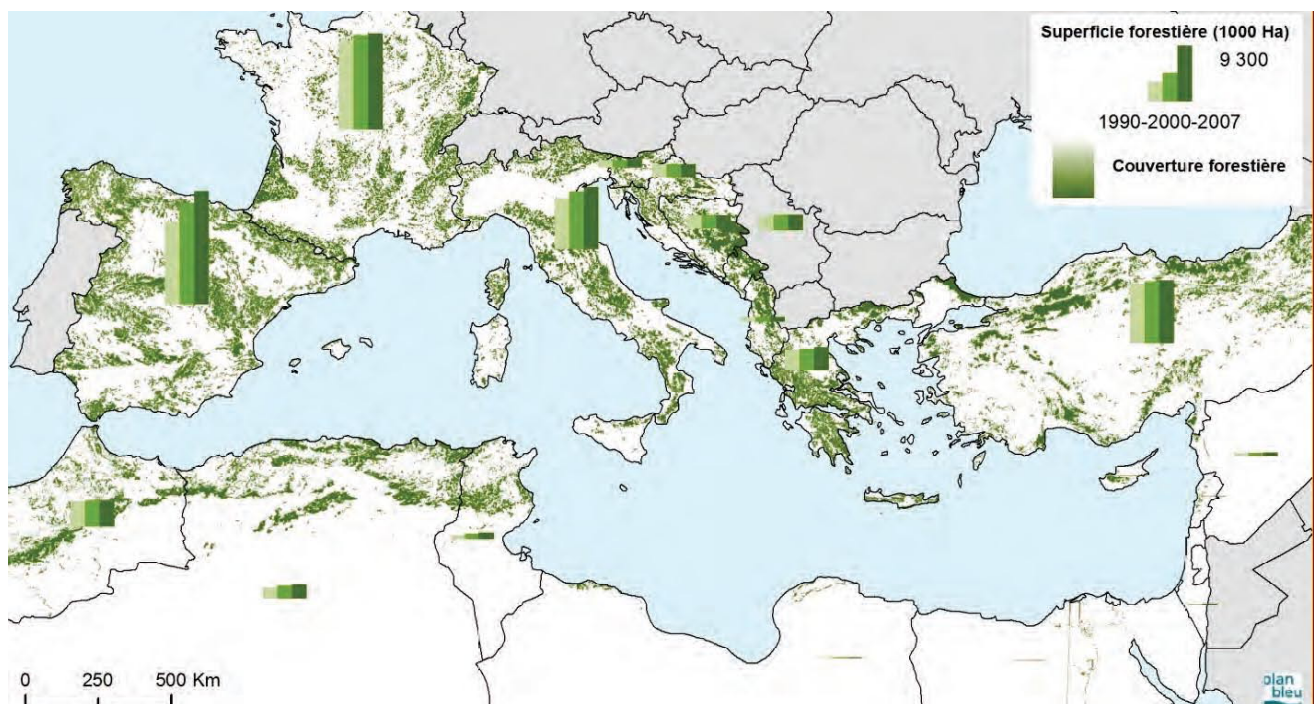 Superficie forestière (1000 Ha)
9 300
1990-2000-2007
Couverture forestière
0 250 500 Km
plan
bleu